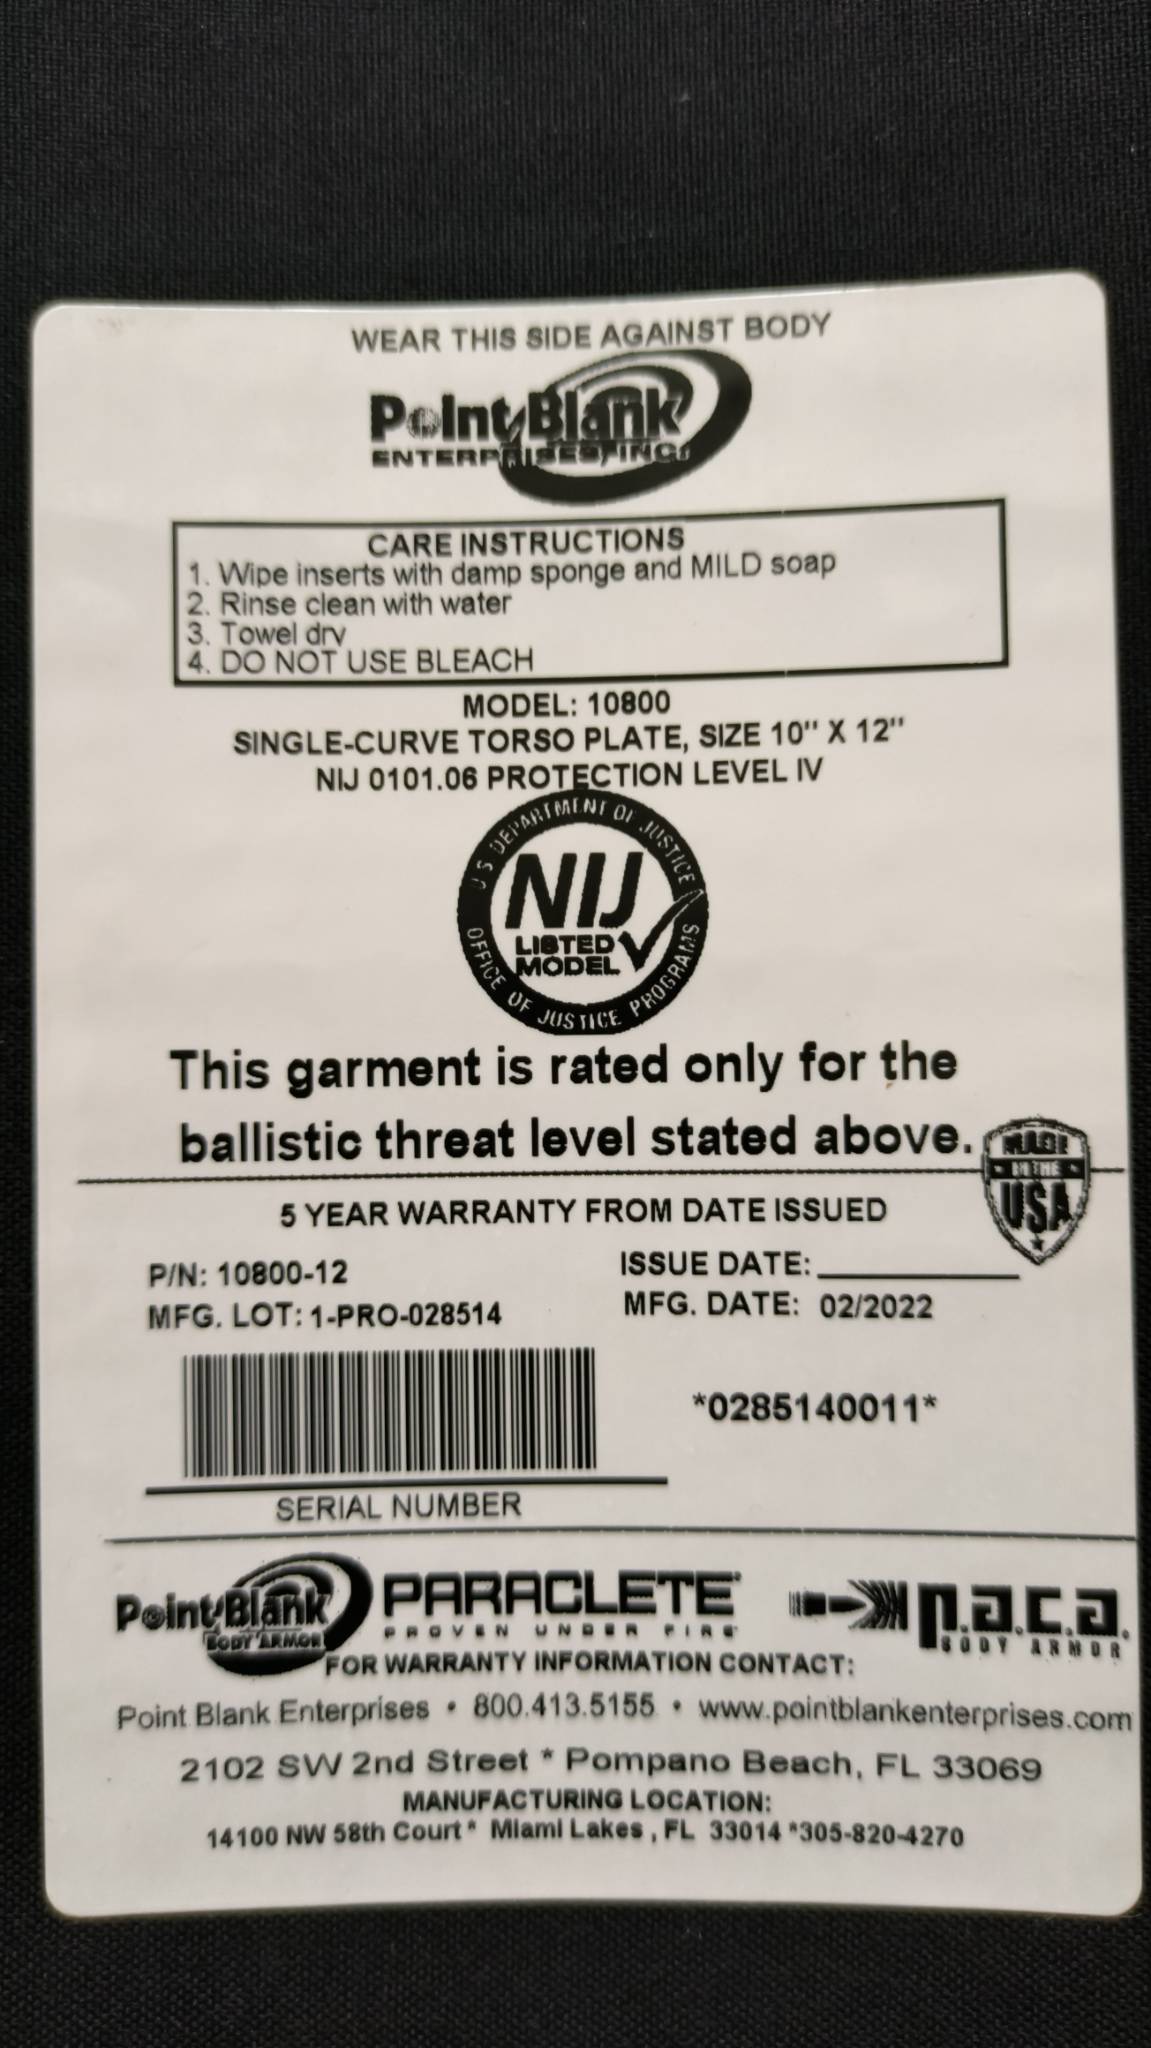 WEAR THIS SIDE AGAINST BODY
Point Blank
ENTERPRISES, INC.
CARE INSTRUCTIONS
1. Wipe inserts with damp sponge and MILD soap
2. Rinse clean with water
3. Towel dry
4. DO NOT USE BLEACH
MODEL: 10800
SINGLE-CURVE TORSO PLATE, SIZE 10" X 12"
NIJ 0101.06 PROTECTION LEVEL IV
U.S. DEPARTMENT OF JUSTICE
NIJ
LISTED
MODEL
OFFICE OF JUSTICE PROGRAMS
This garment is rated only for the
ballistic threat level stated above.
MADE
IN THE
USA
5 YEAR WARRANTY FROM DATE ISSUED
P/N: 10800-12
ISSUE DATE:
MFG. LOT: 1-PRO-028514
MFG. DATE: 02/2022
*0285140011*
SERIAL NUMBER
Point Blank
BODY ARMOR
PARACLETE
PROVEN UNDER FIRE
p.a.c.a.
BODY ARMOR
FOR WARRANTY INFORMATION CONTACT:
Point Blank Enterprises • 800.413.5155 • www.pointblankenterprises.com
2102 SW 2nd Street * Pompano Beach, FL 33069
MANUFACTURING LOCATION:
14100 NW 58th Court * Miami Lakes , FL 33014 *305-820-4270